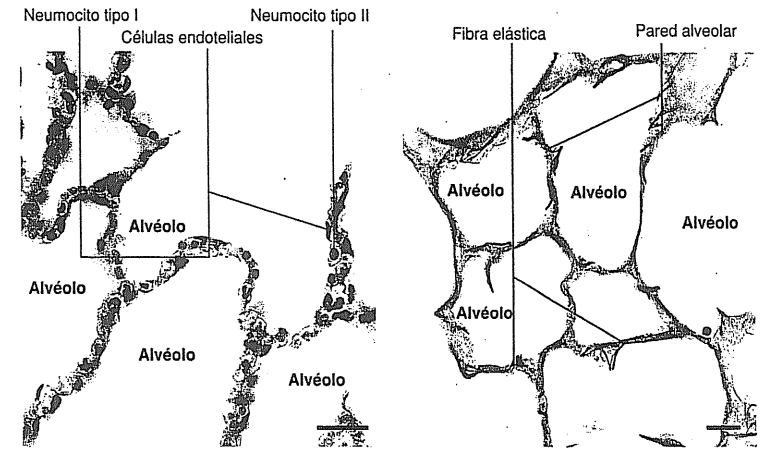 Neumocito tipo I
Neumocito tipo II
Células endoteliales
Fibra elástica
Pared alveolar
Alvéolo
Alvéolo
Alvéolo
Alvéolo
Alvéolo
Alvéolo
Alvéolo
Alvéolo